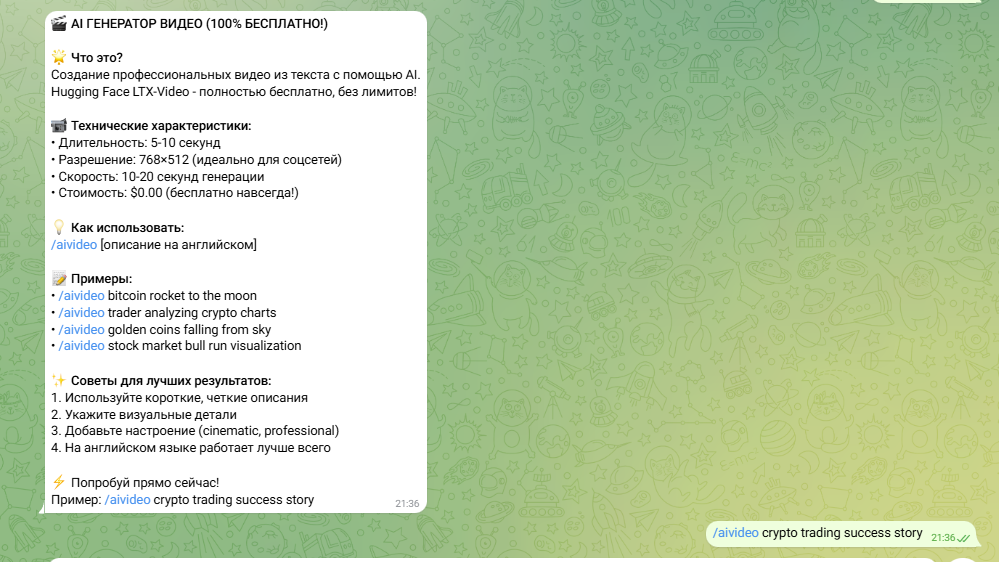 🎬 AI ГЕНЕРАТОР ВИДЕО (100% БЕСПЛАТНО!)
🌟 Что это?
Создание профессиональных видео из текста с помощью AI.
Hugging Face LTX-Video - полностью бесплатно, без лимитов!
📹 Технические характеристики:
• Длительность: 5-10 секунд
• Разрешение: 768×512 (идеально для соцсетей)
• Скорость: 10-20 секунд генерации
• Стоимость: $0.00 (бесплатно навсегда!)
💡 Как использовать:
/aivideo [описание на английском]
📝 Примеры:
• /aivideo bitcoin rocket to the moon
• /aivideo trader analyzing crypto charts
• /aivideo golden coins falling from sky
• /aivideo stock market bull run visualization
✨ Советы для лучших результатов:
1. Используйте короткие, четкие описания
2. Укажите визуальные детали
3. Добавьте настроение (cinematic, professional)
4. На английском языке работает лучше всего
⚡ Попробуй прямо сейчас!
Пример: /aivideo crypto trading success story
21:36
/aivideo crypto trading success story 21:36